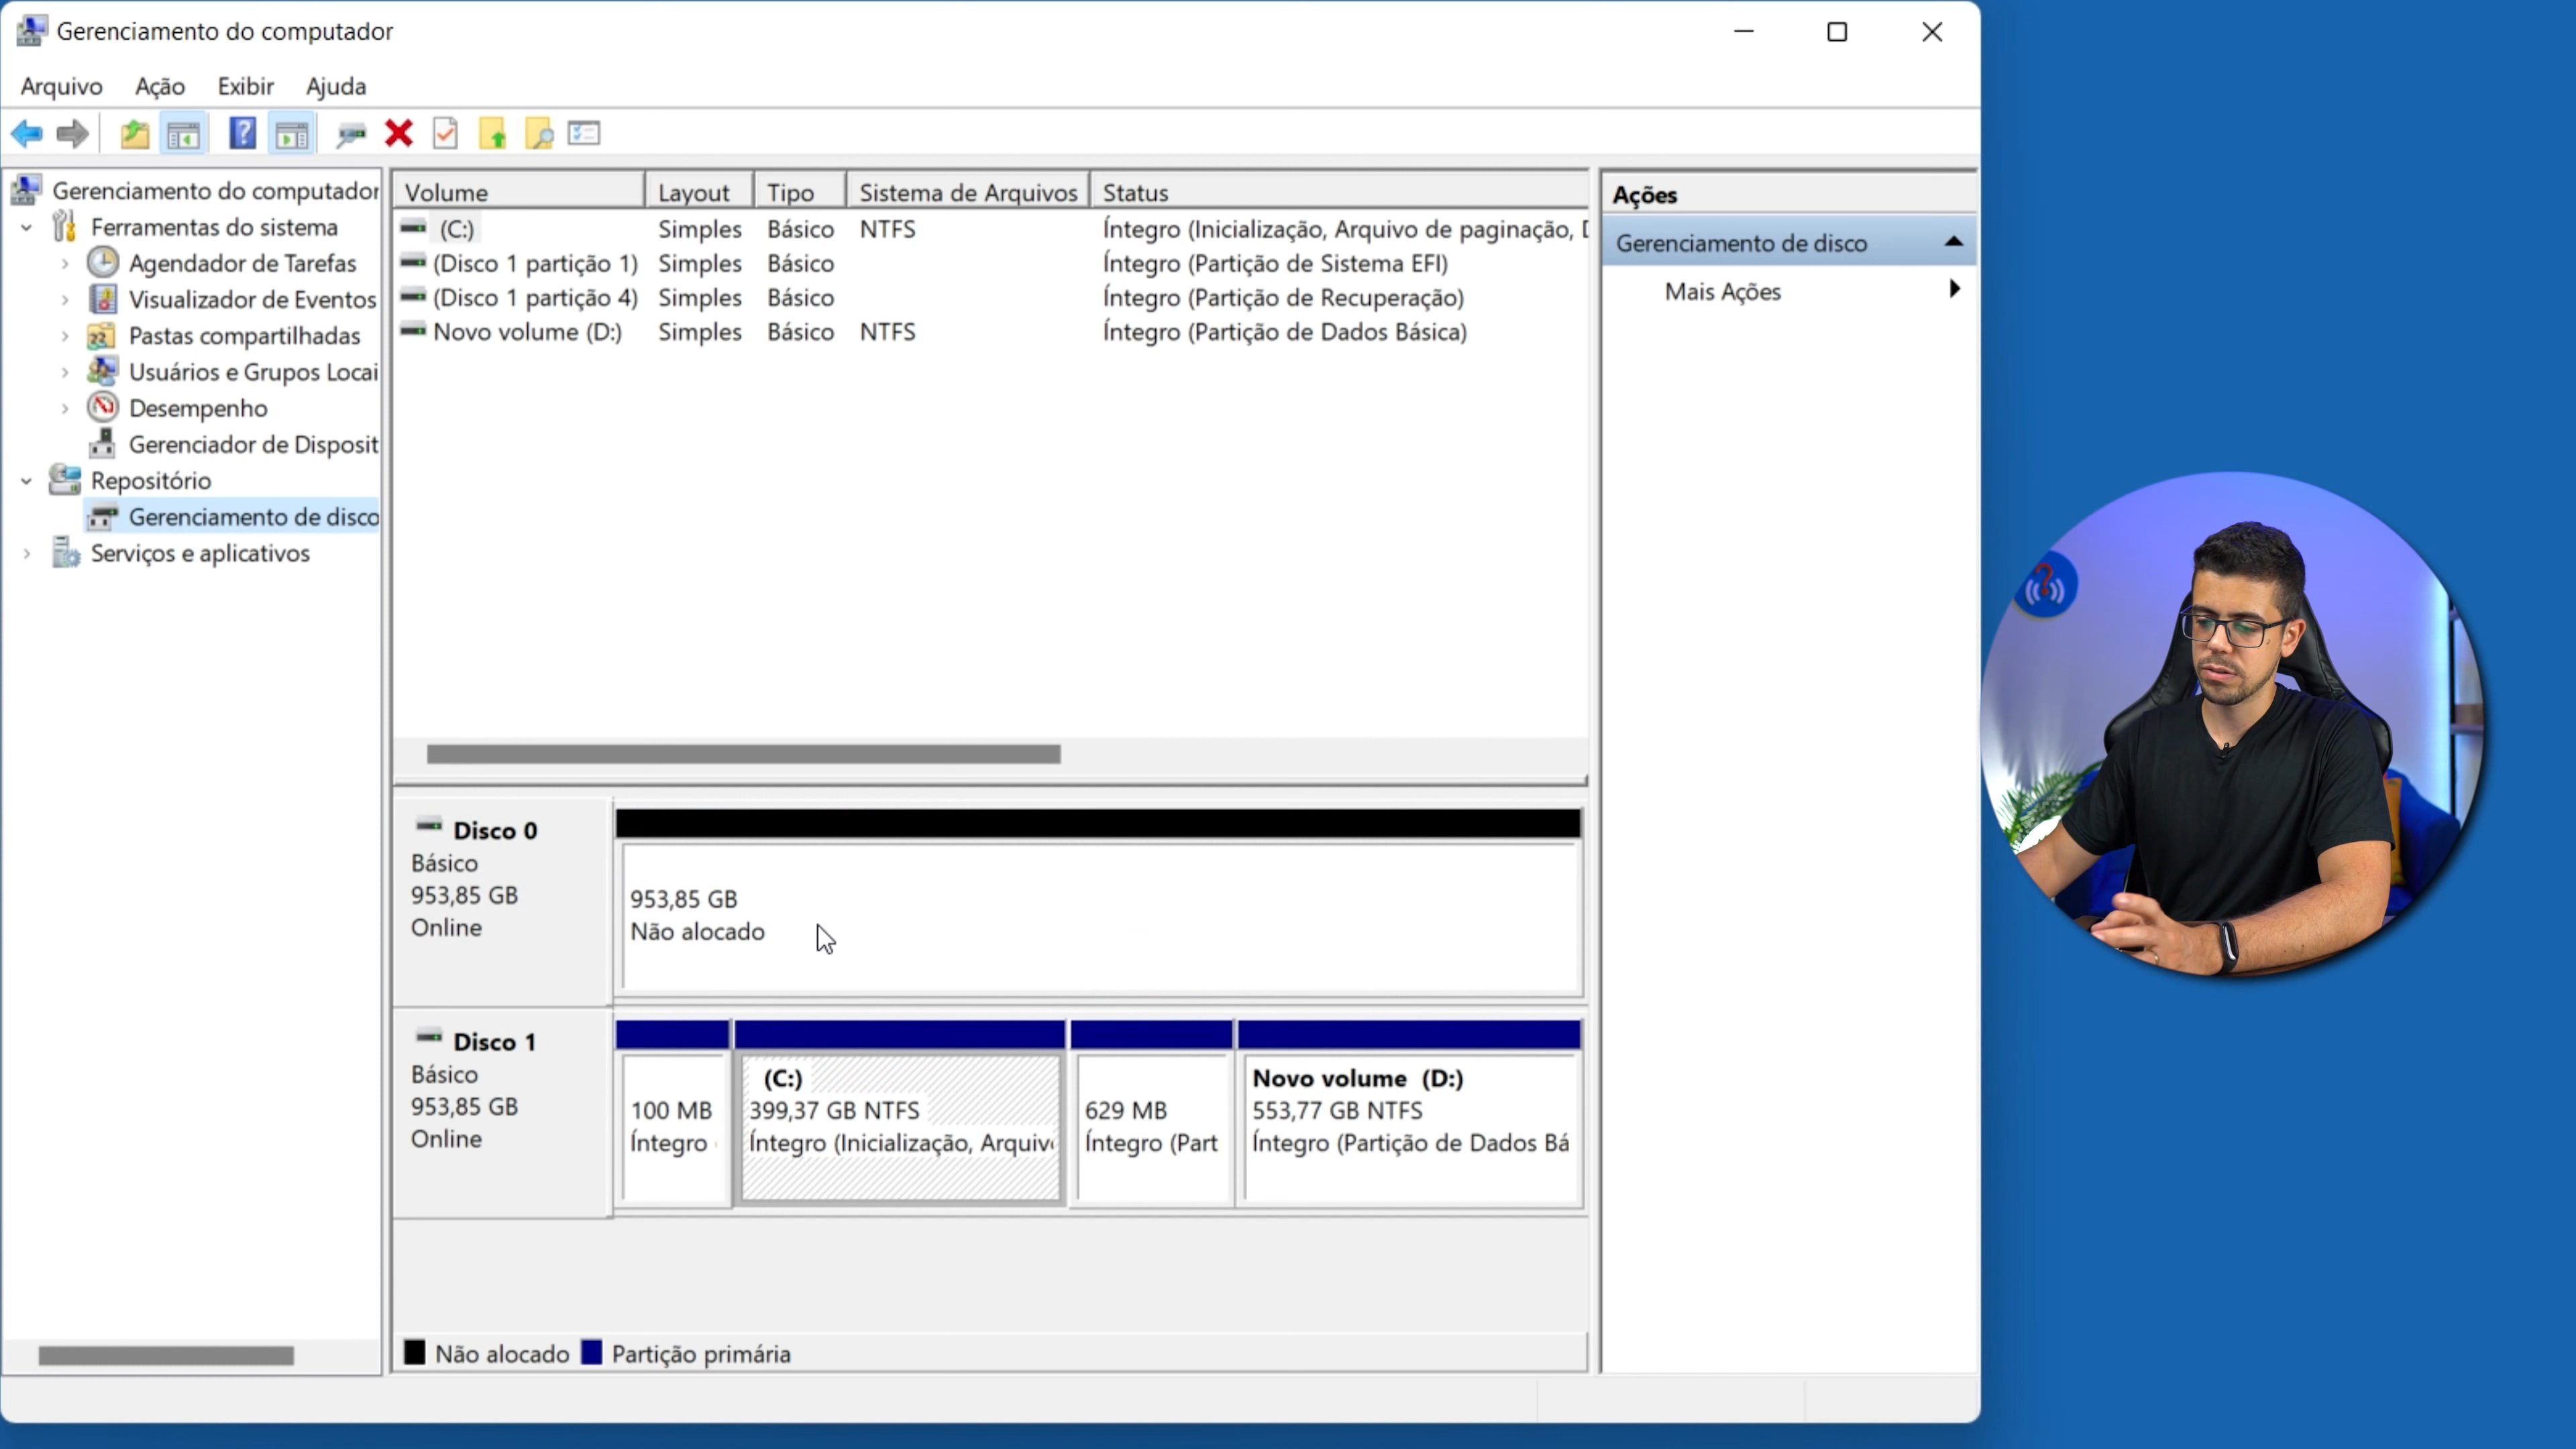 Gerenciamento do computador
Arquivo Ação Exibir Ajuda
Gerenciamento do computador
Ferramentas do sistema
Agendador de Tarefas
Visualizador de Eventos
Pastas compartilhadas
Usuários e Grupos Locai
Desempenho
Gerenciador de Disposit
Repositório
Gerenciamento de disco
Serviços e aplicativos
Volume Layout Tipo Sistema de Arquivos Status
(C:) Simples Básico NTFS Íntegro (Inicialização, Arquivo de paginação, D
(Disco 1 partição 1) Simples Básico Íntegro (Partição de Sistema EFI)
(Disco 1 partição 4) Simples Básico Íntegro (Partição de Recuperação)
Novo volume (D:) Simples Básico NTFS Íntegro (Partição de Dados Básica)
Disco 0
Básico
953,85 GB
Online
953,85 GB
Não alocado
Disco 1
Básico
953,85 GB
Online
100 MB
Íntegro
(C:)
399,37 GB NTFS
Íntegro (Inicialização, Arquiv
629 MB
Íntegro (Part
Novo volume (D:)
553,77 GB NTFS
Íntegro (Partição de Dados Bá
Não alocado Partição primária
Ações
Gerenciamento de disco
Mais Ações